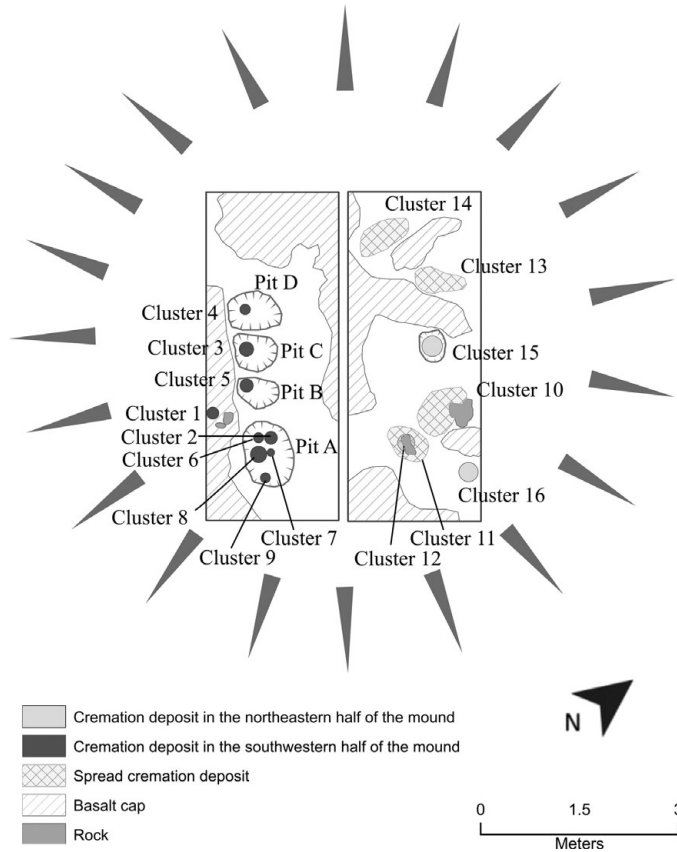 Cluster 14
Cluster 13
Pit D
Cluster 4
Cluster 3
Pit C
Cluster 15
Cluster 5
Pit B
Cluster 10
Cluster 1
Cluster 2
Pit A
Cluster 6
Cluster 16
Cluster 8
Cluster 7
Cluster 11
Cluster 9
Cluster 12
Cremation deposit in the northeastern half of the mound
Cremation deposit in the southwestern half of the mound
Spread cremation deposit
Basalt cap
Rock
N
0 1.5 3
Meters